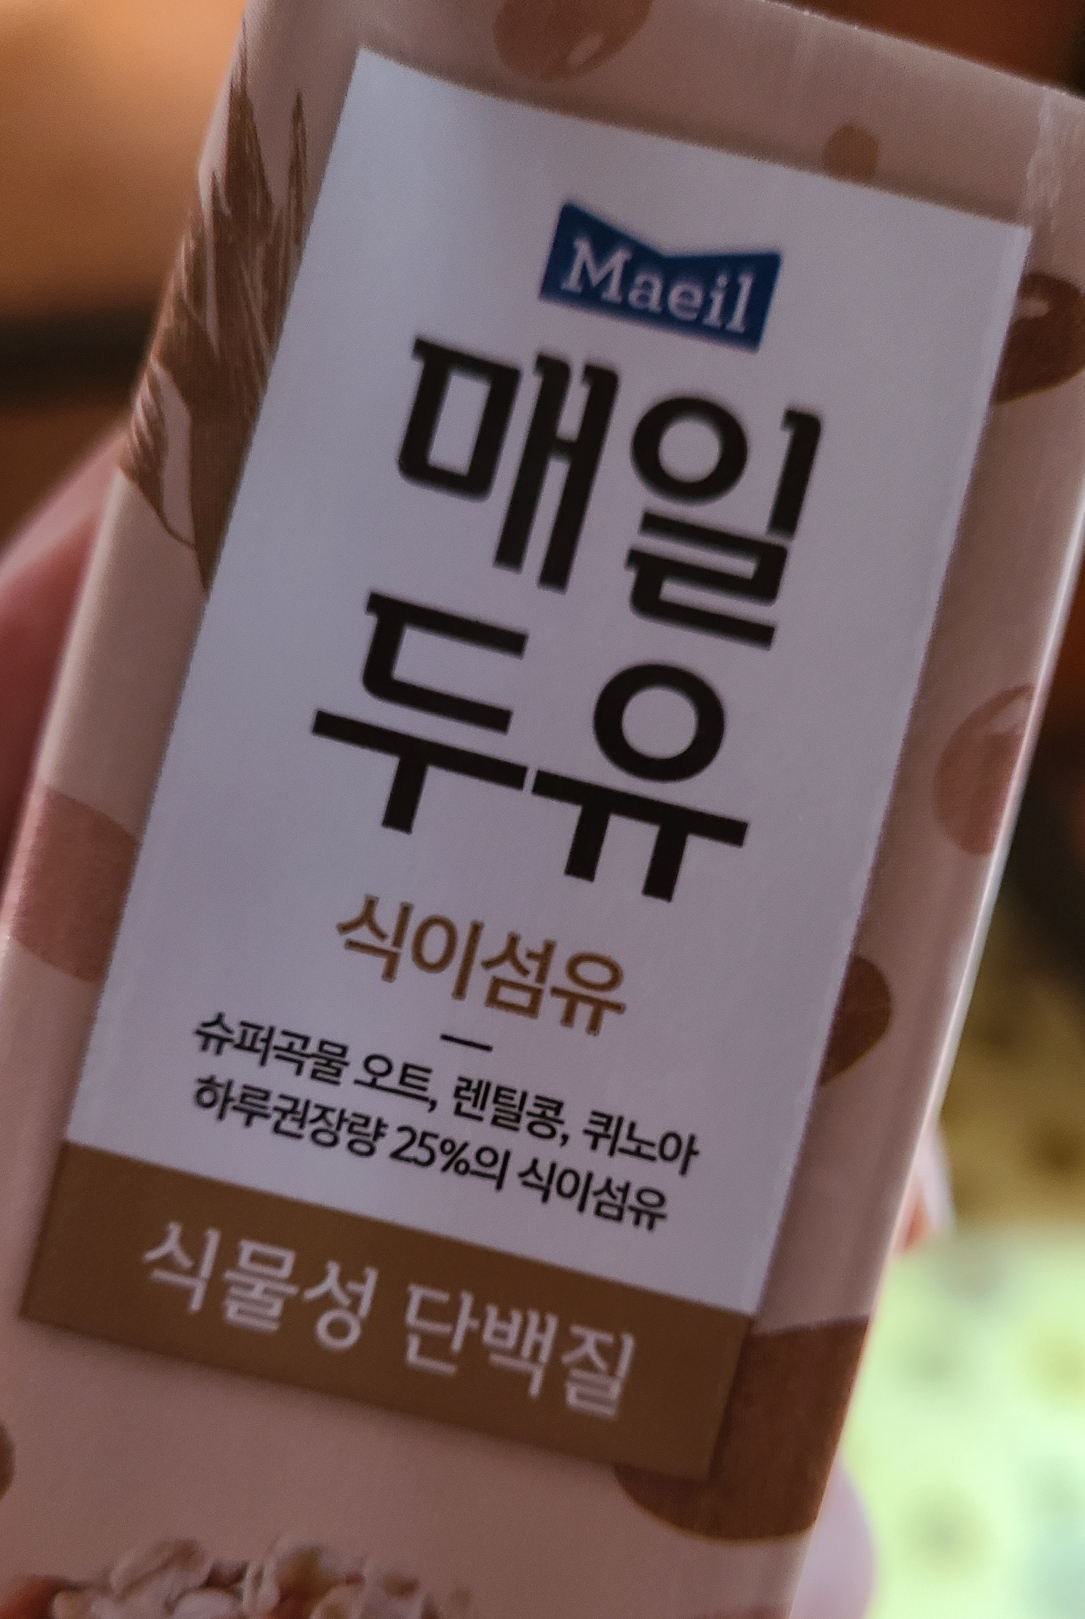 Maeil
매일
두유
식이섬유
슈퍼곡물 오트, 렌틸콩, 퀴노아
하루권장량 25%의 식이섬유
식물성 단백질